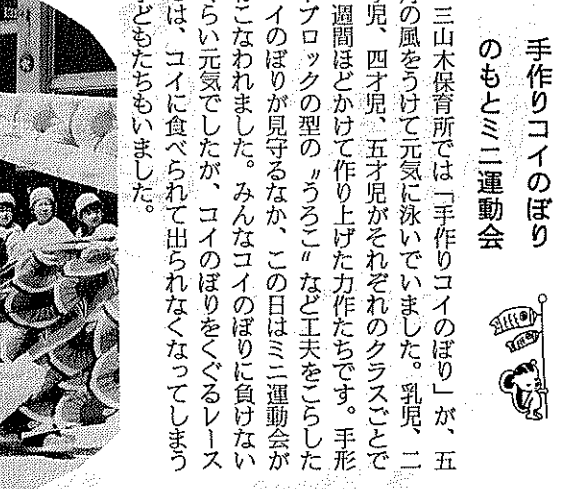 手作りコイのぼり
のもとミニ運動会
三山木保育所では「手作りコイのぼり」が、五
の風をうけて元気に泳いでいました。乳児、二
児、四才児、五才児がそれぞれのクラスごとで
週間ほどかけて作り上げた力作たちです。手形
ブロックの型の〝うろこ〟など工夫をこらした
イのぼりが見守るなか、この日はミニ運動会が
こなわれました。みんなコイのぼりに負けない
らい元気でしたが、コイのぼりをくぐるレース
は、コイに食べられて出られなくなってしまう
どもたちもいました。